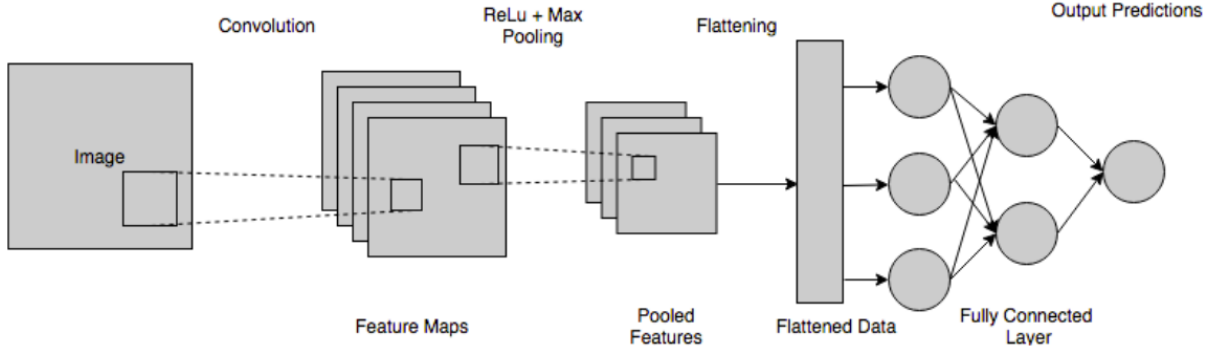 Convolution
ReLu + Max
Pooling
Flattening
Output Predictions
Image
Feature Maps
Pooled
Features
Flattened Data
Fully Connected
Layer